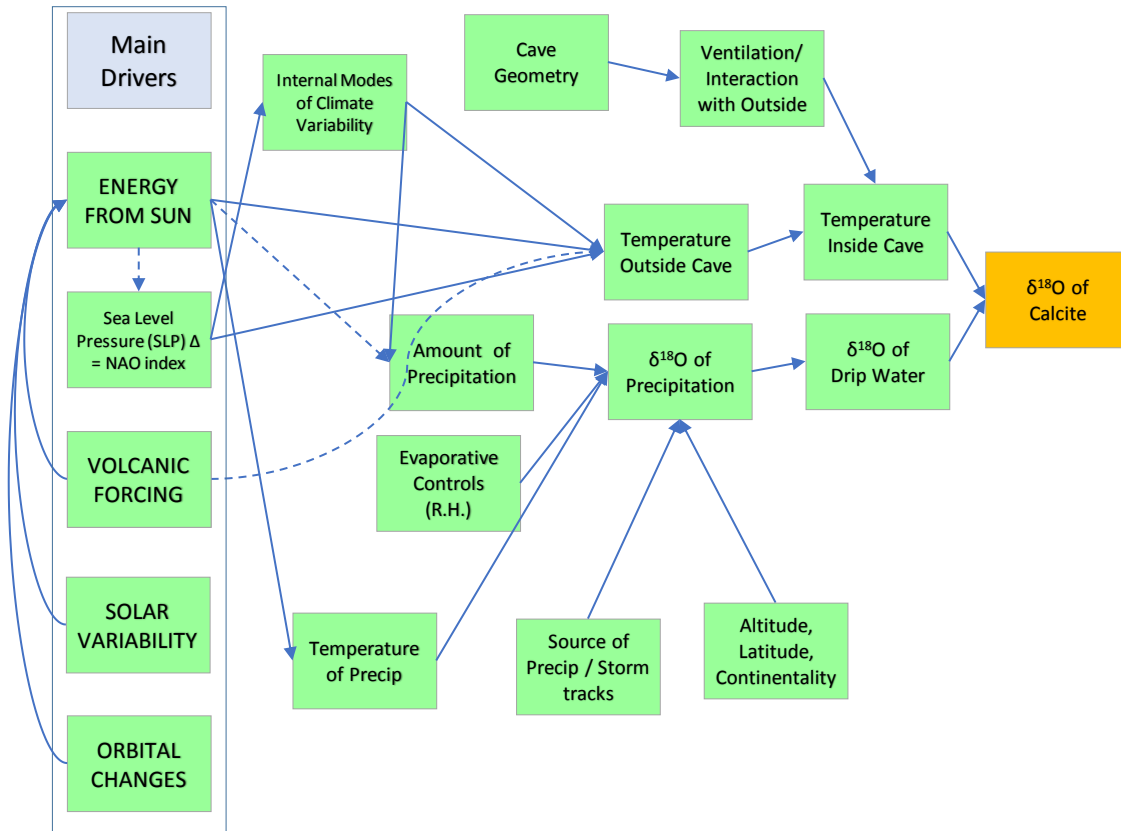 Main
Drivers
Internal Modes
of Climate
Variability
Cave
Geometry
Ventilation/
Interaction
with Outside
ENERGY
FROM SUN
Temperature
Outside Cave
Temperature
Inside Cave
δ¹⁸O of
Calcite
Sea Level
Pressure (SLP) Δ
= NAO index
Amount of
Precipitation
δ¹⁸O of
Precipitation
δ¹⁸O of
Drip Water
VOLCANIC
FORCING
Evaporative
Controls
(R.H.)
SOLAR
VARIABILITY
Temperature
of Precip
Source of
Precip / Storm
tracks
Altitude,
Latitude,
Continentality
ORBITAL
CHANGES